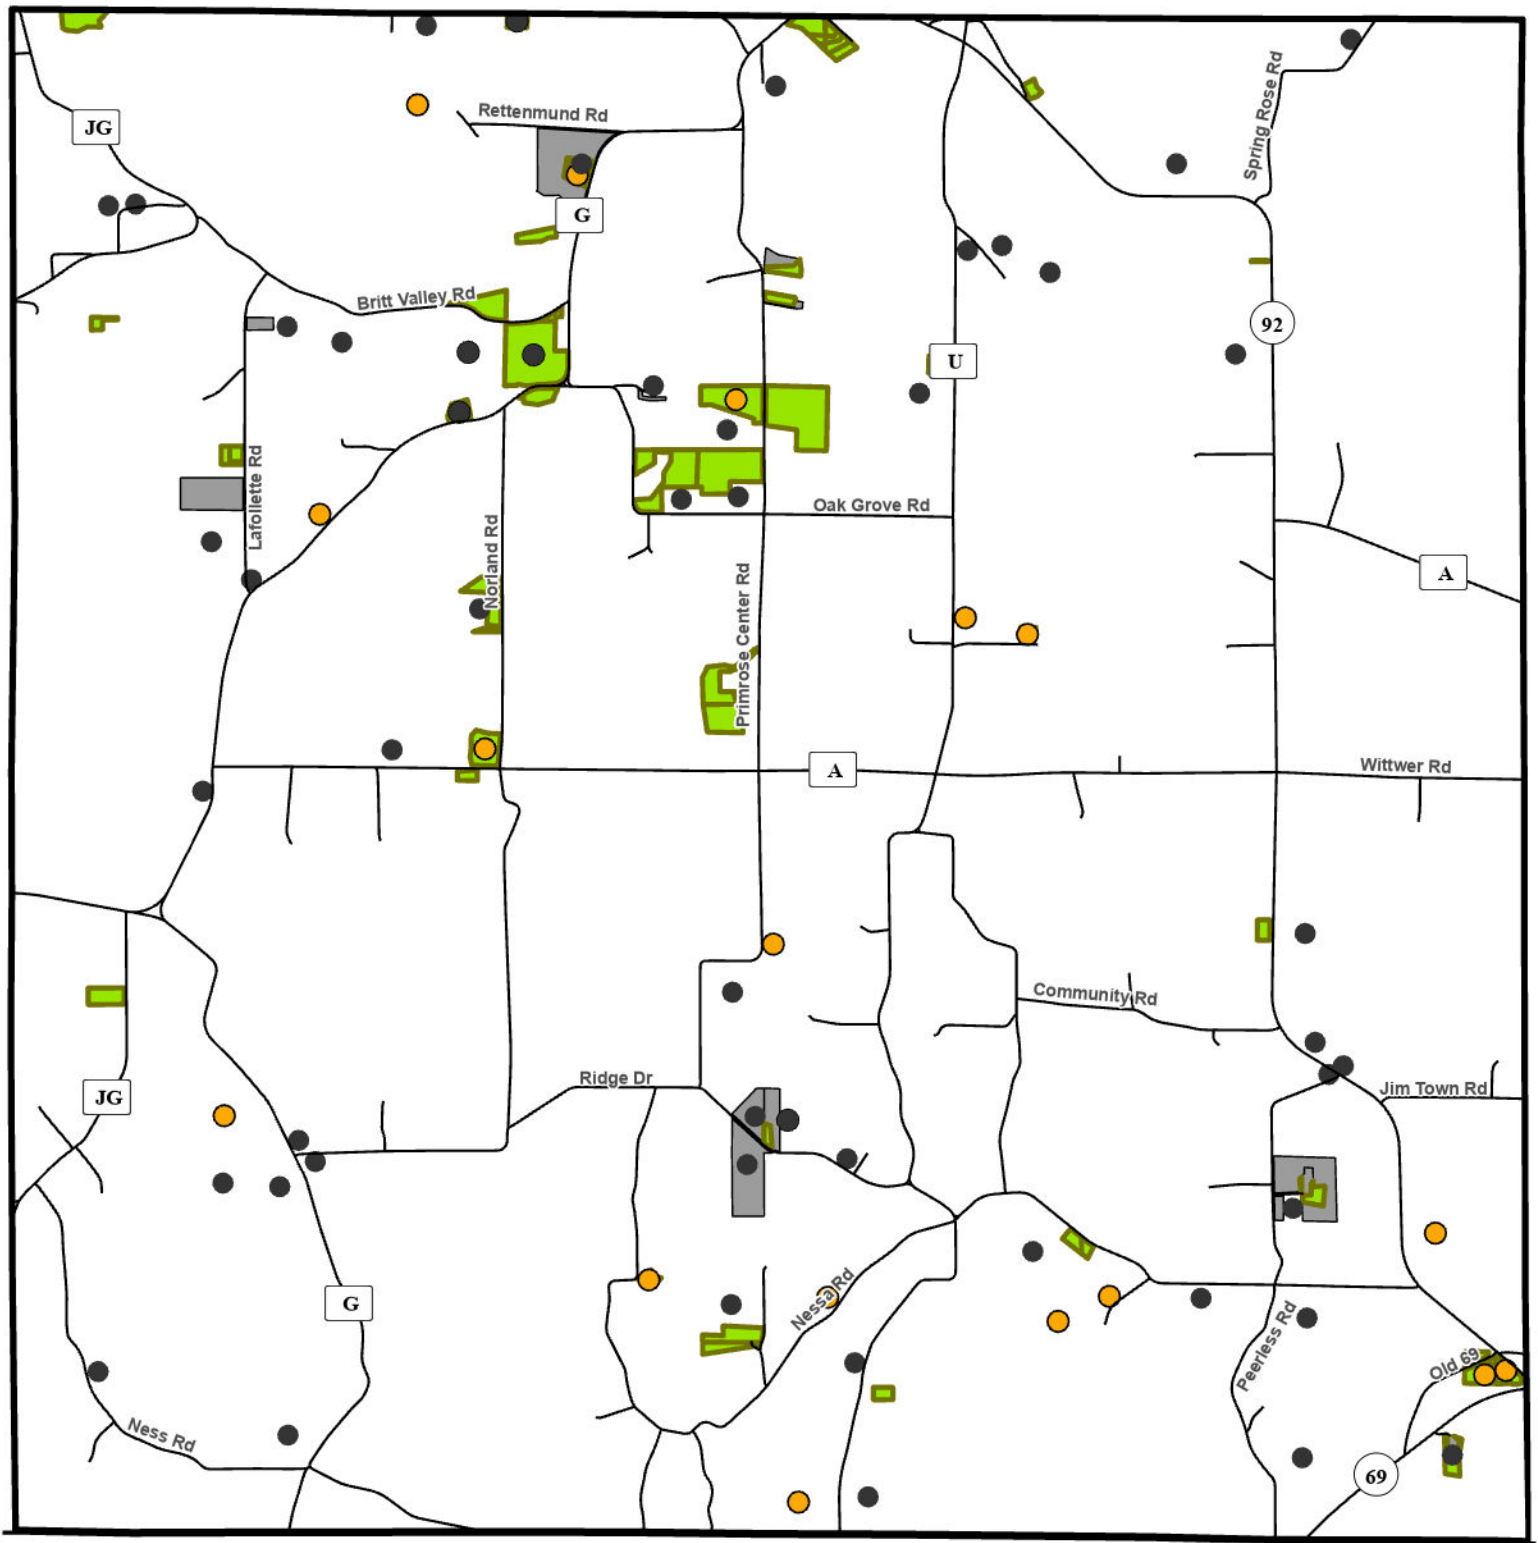 Spring Rose Rd
Rettenmund Rd
JG
G
Britt Valley Rd
92
U
Lafollette Rd
Oak Grove Rd
Norland Rd
A
Primrose Center Rd
A
Wittwer Rd
Community Rd
Ridge Dr
Jim Town Rd
JG
Nessa Rd
G
Peerless Rd
Old 69
Ness Rd
69